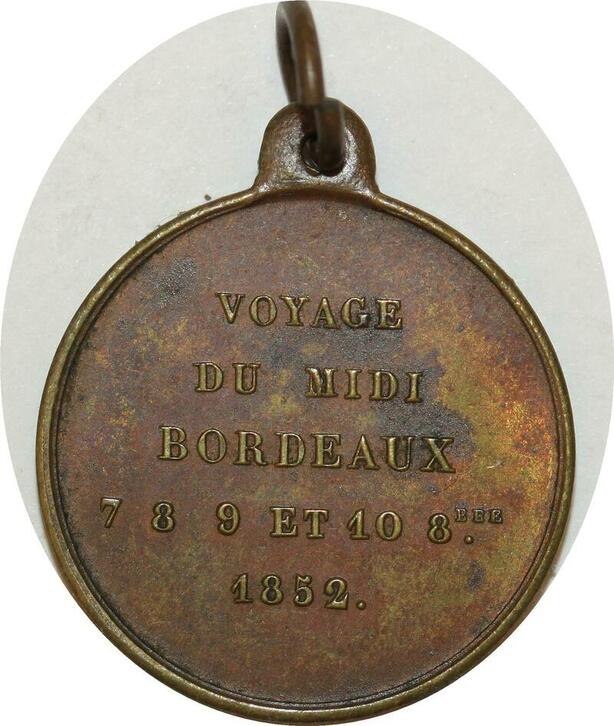 VOYAGE
DU MIDI
BORDEAUX
7 8 9 ET 10 8.BRE
1852.